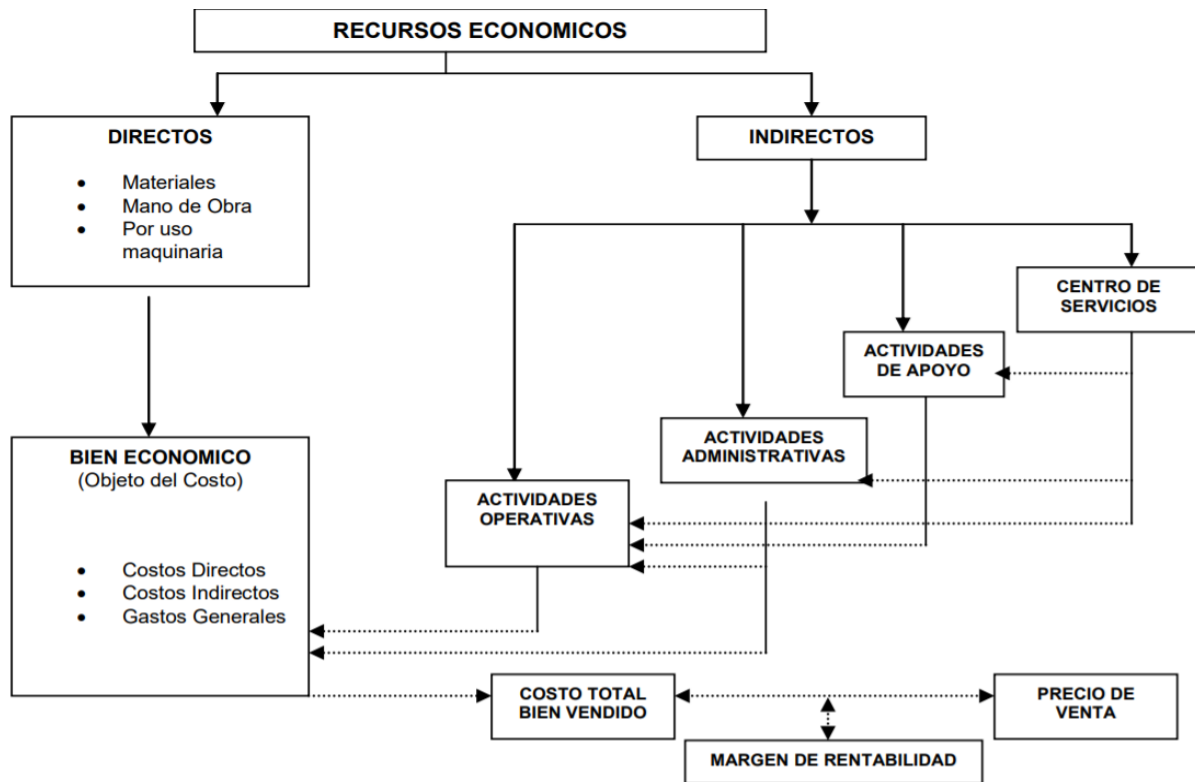 RECURSOS ECONOMICOS
DIRECTOS
• Materiales
• Mano de Obra
• Por uso
maquinaria
INDIRECTOS
CENTRO DE
SERVICIOS
ACTIVIDADES
DE APOYO
ACTIVIDADES
ADMINISTRATIVAS
ACTIVIDADES
OPERATIVAS
BIEN ECONOMICO
(Objeto del Costo)
• Costos Directos
• Costos Indirectos
• Gastos Generales
COSTO TOTAL
BIEN VENDIDO
PRECIO DE
VENTA
MARGEN DE RENTABILIDAD